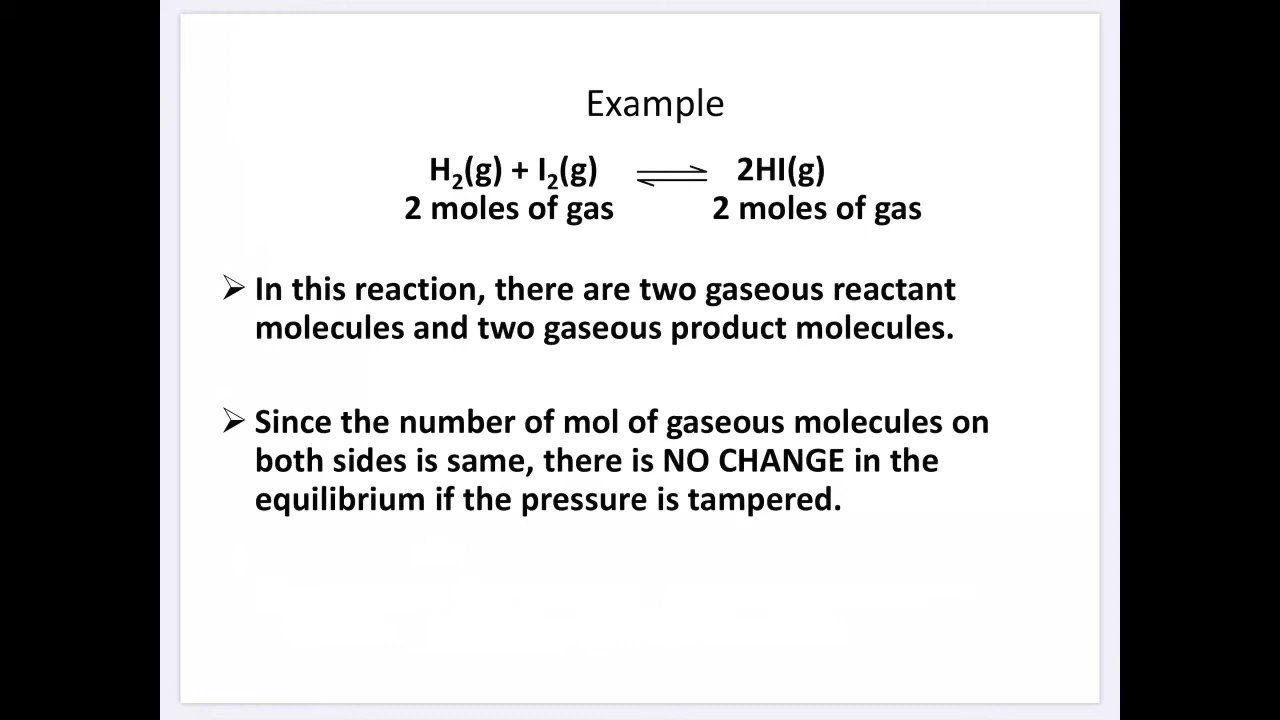 Example
H₂(g) + I₂(g) ⇌ 2HI(g)
2 moles of gas 2 moles of gas
➢ In this reaction, there are two gaseous reactant
molecules and two gaseous product molecules.
➢ Since the number of mol of gaseous molecules on
both sides is same, there is NO CHANGE in the
equilibrium if the pressure is tampered.